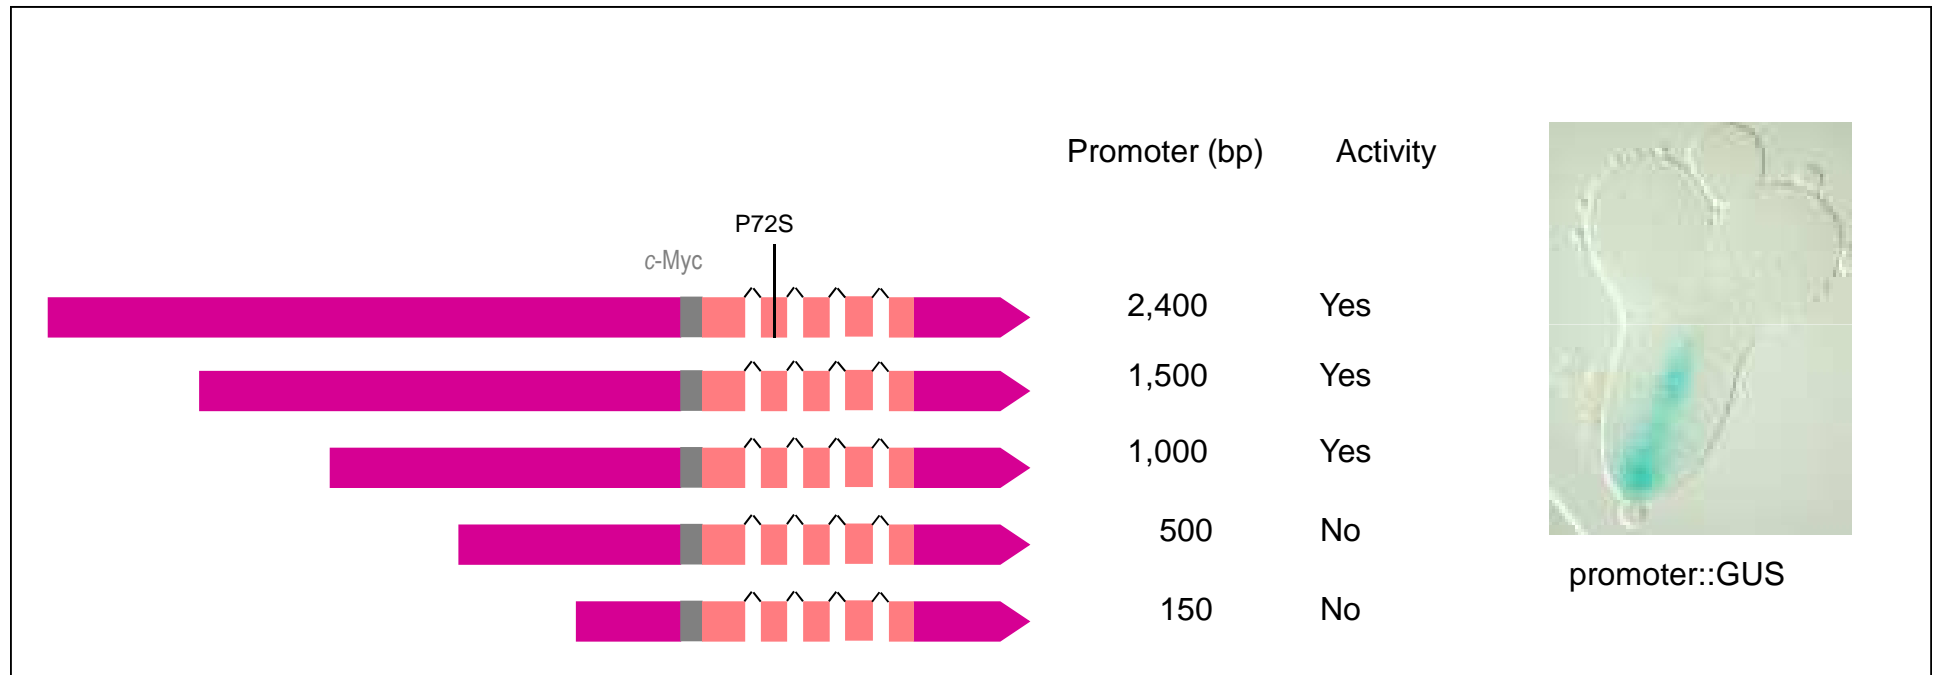 Promoter (bp) Activity
P72S
c-Myc
2,400 Yes
1,500 Yes
1,000 Yes
500 No
150 No
promoter::GUS